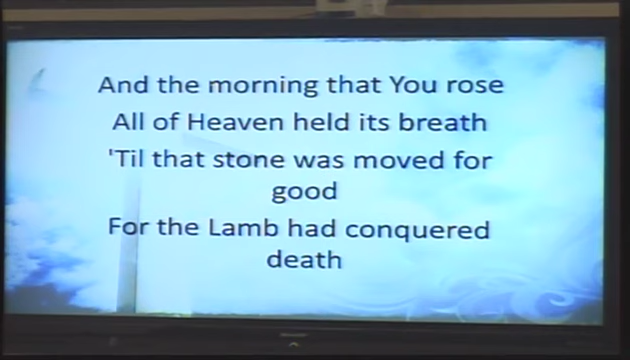 And the morning that You rose
All of Heaven held its breath
'Til that stone was moved for
good
For the Lamb had conquered
death